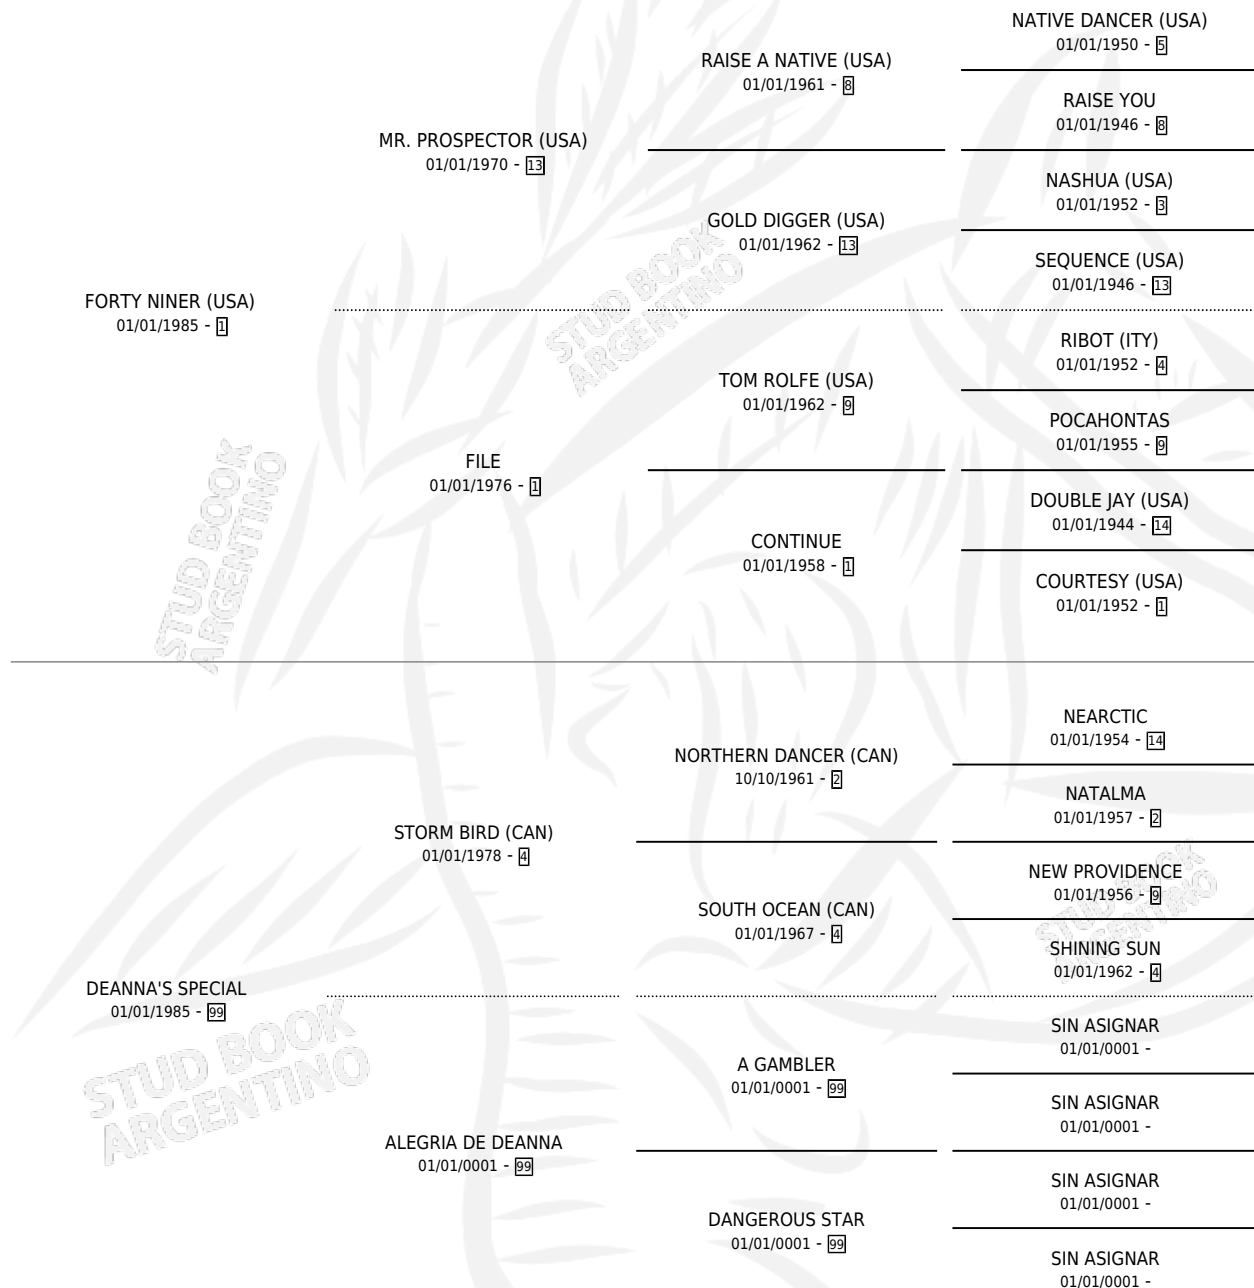 NATIVE DANCER (USA)
01/01/1950 - 5
RAISE A NATIVE (USA)
01/01/1961 - 8
RAISE YOU
01/01/1946 - 8
MR. PROSPECTOR (USA)
01/01/1970 - 13
NASHUA (USA)
01/01/1952 - 3
GOLD DIGGER (USA)
01/01/1962 - 13
SEQUENCE (USA)
01/01/1946 - 13
FORTY NINER (USA)
01/01/1985 - 1
RIBOT (ITY)
01/01/1952 - 4
TOM ROLFE (USA)
01/01/1962 - 9
POCAHONTAS
01/01/1955 - 9
FILE
01/01/1976 - 1
DOUBLE JAY (USA)
01/01/1944 - 14
CONTINUE
01/01/1958 - 1
COURTESY (USA)
01/01/1952 - 1
NEARCTIC
01/01/1954 - 14
NORTHERN DANCER (CAN)
10/10/1961 - 2
NATALMA
01/01/1957 - 2
STORM BIRD (CAN)
01/01/1978 - 4
NEW PROVIDENCE
01/01/1956 - 9
SOUTH OCEAN (CAN)
01/01/1967 - 4
SHINING SUN
01/01/1962 - 4
DEANNA'S SPECIAL
01/01/1985 - 99
SIN ASIGNAR
01/01/0001 -
A GAMBLER
01/01/0001 - 99
SIN ASIGNAR
01/01/0001 -
ALEGRIA DE DEANNA
01/01/0001 - 99
SIN ASIGNAR
01/01/0001 -
DANGEROUS STAR
01/01/0001 - 99
SIN ASIGNAR
01/01/0001 -
STUD BOOK
ARGENTINO
STUD BOOK
ARGENTINO
STUD BOOK
ARGENTINO
STUD BOOK
ARGENTINO